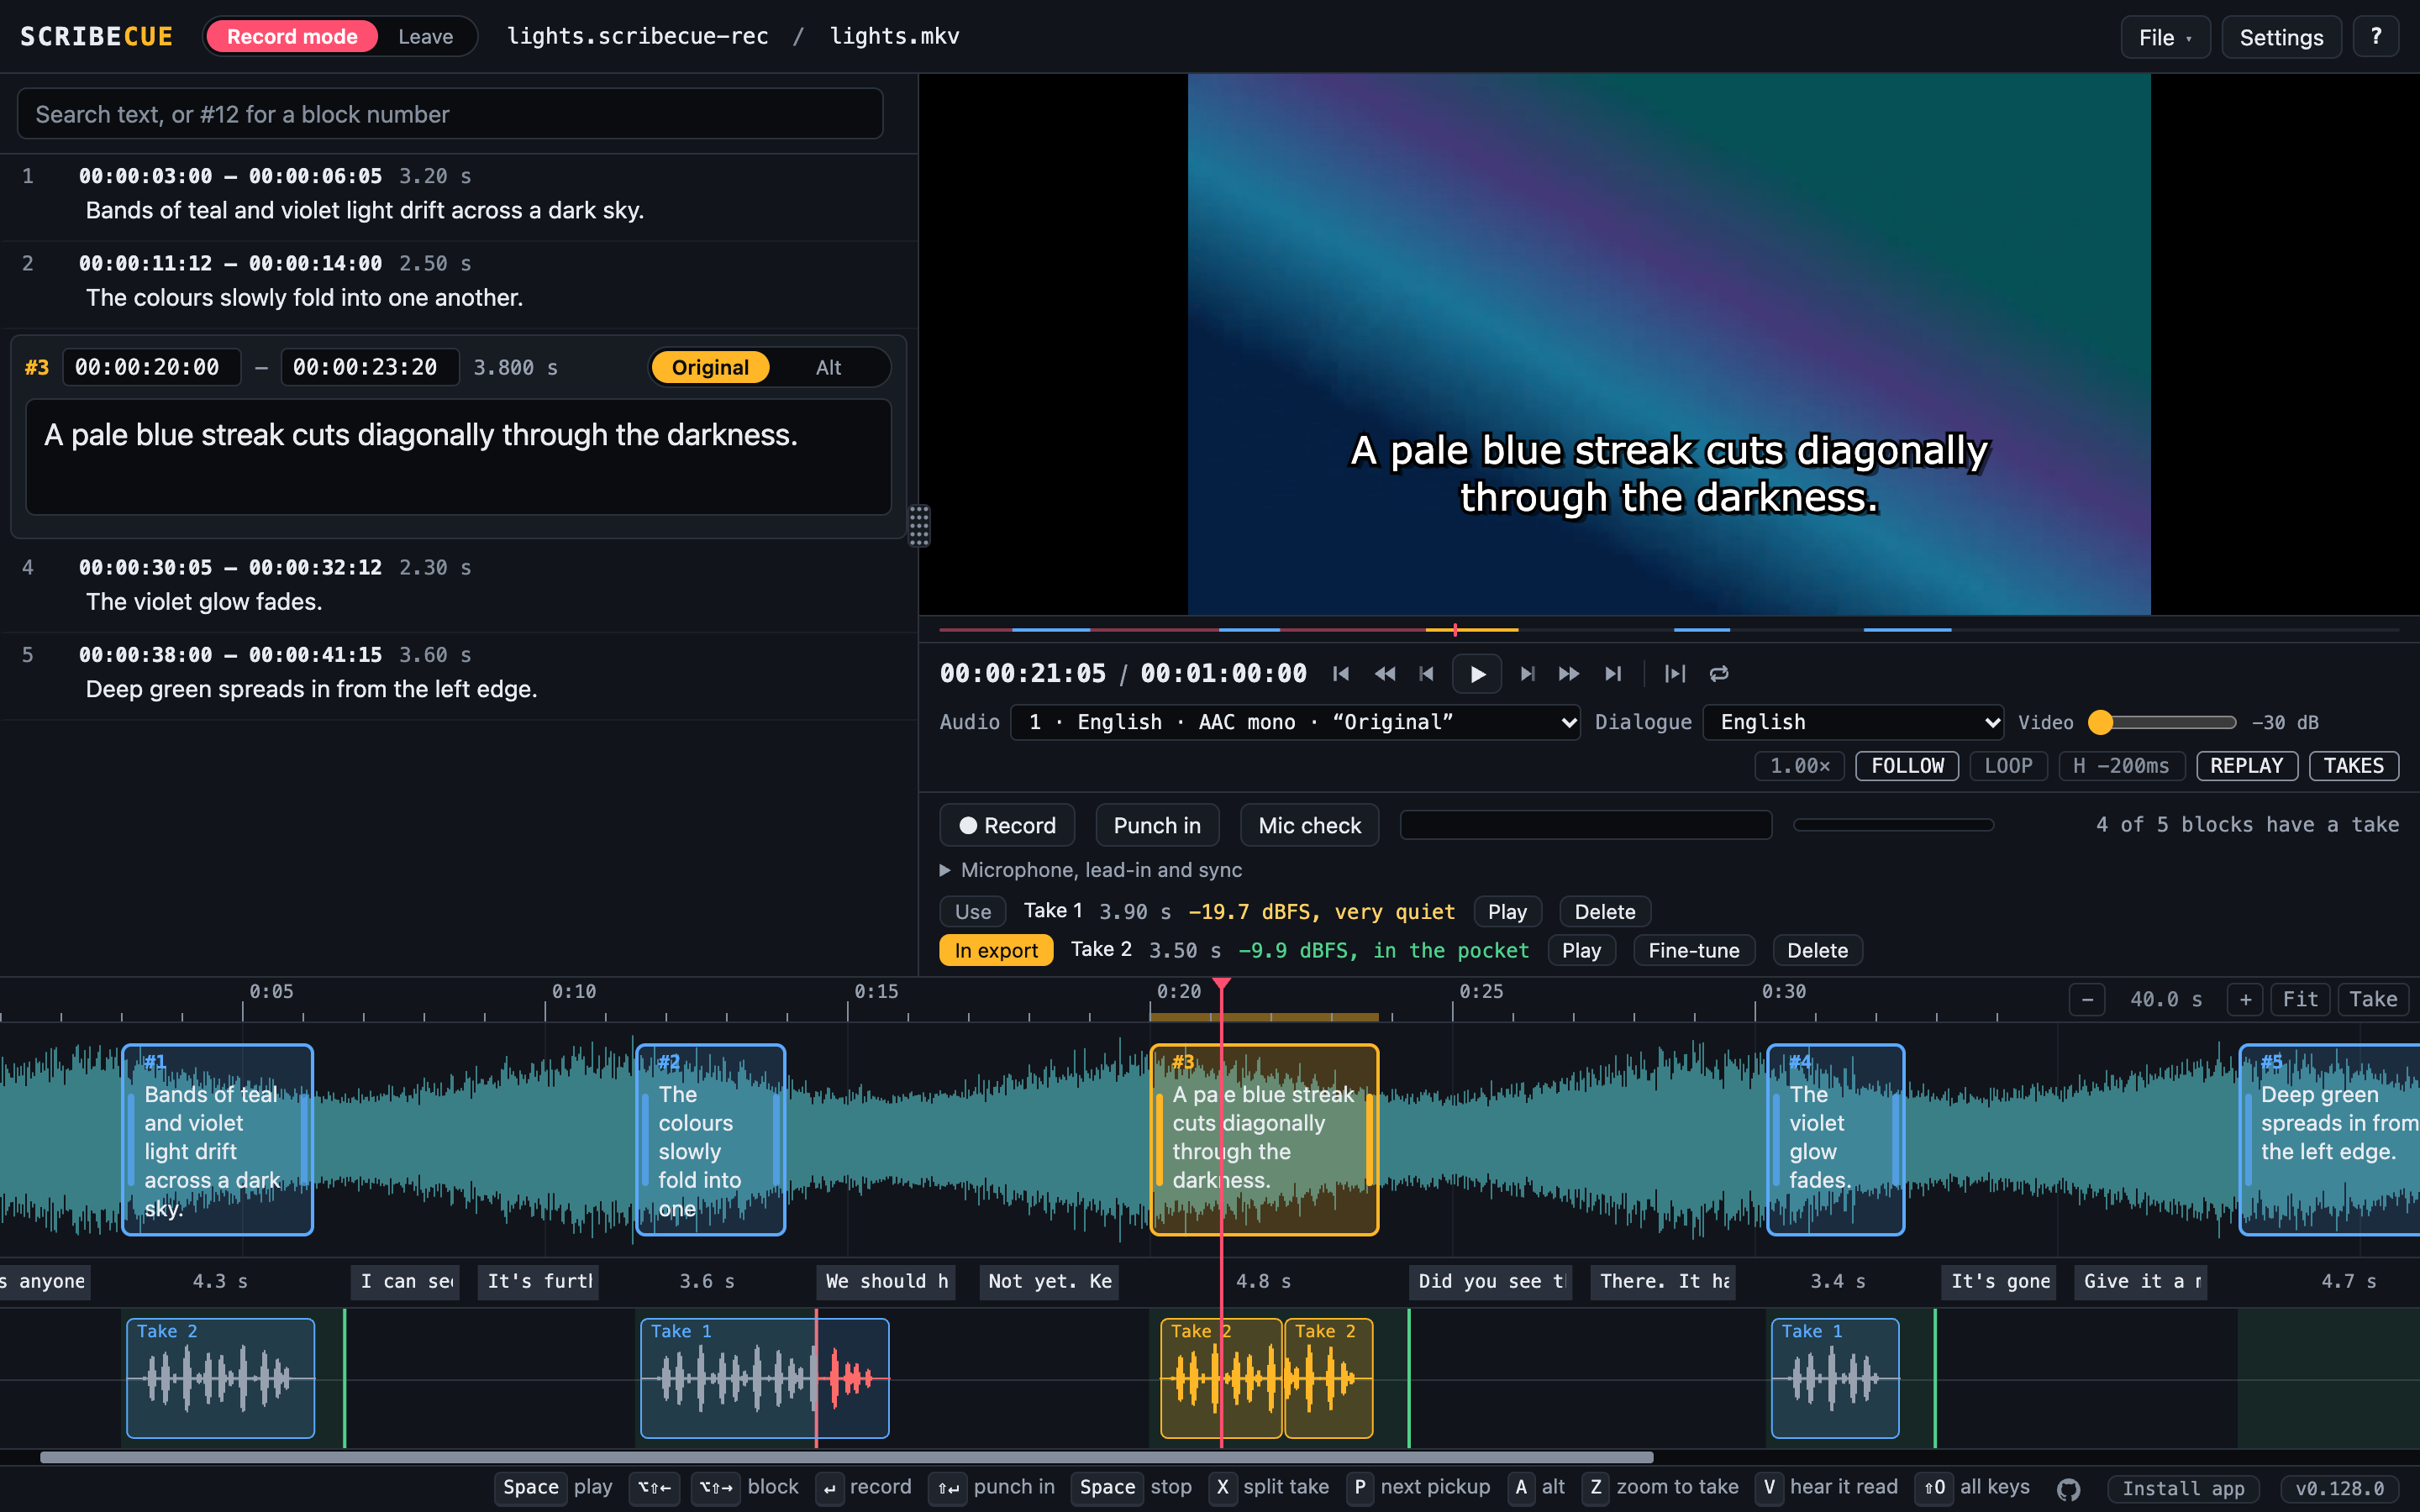 SCRIBECUE Record mode Leave lights.scribecue-rec / lights.mkv File Settings ?
Search text, or #12 for a block number
1 00:00:03:00 – 00:00:06:05 3.20 s
Bands of teal and violet light drift across a dark sky.
2 00:00:11:12 – 00:00:14:00 2.50 s
The colours slowly fold into one another.
#3 00:00:20:00 – 00:00:23:20 3.800 s Original Alt
A pale blue streak cuts diagonally through the darkness.
4 00:00:30:05 – 00:00:32:12 2.30 s
The violet glow fades.
5 00:00:38:00 – 00:00:41:15 3.60 s
Deep green spreads in from the left edge.
A pale blue streak cuts diagonally
through the darkness.
00:00:21:05 / 00:01:00:00
Audio 1 · English · AAC mono · “Original” Dialogue English Video −30 dB
1.00× FOLLOW LOOP H −200ms REPLAY TAKES
Record Punch in Mic check 4 of 5 blocks have a take
Microphone, lead-in and sync
Use Take 1 3.90 s −19.7 dBFS, very quiet Play Delete
In export Take 2 3.50 s −9.9 dBFS, in the pocket Play Fine-tune Delete
0:05 0:10 0:15 0:20 0:25 0:30 − 40.0 s + Fit Take
#1
Bands of teal
and violet
light drift
across a dark
sky.
#2
The
colours
slowly
fold into
one
#3
A pale blue streak
cuts diagonally
through the
darkness.
#4
The
violet
glow
fades.
#5
Deep green
spreads in from
the left edge.
s anyone 4.3 s I can see It's furth 3.6 s We should h Not yet. Ke 4.8 s Did you see t There. It ha 3.4 s It's gone Give it a 4.7 s
Take 2 Take 1 Take 2 Take 2 Take 1
Space play ⌥⇧← ⌥⇧→ block ↵ record ⇧↵ punch in Space stop X split take P next pickup A alt Z zoom to take V hear it read ⇧O all keys Install app v0.128.0